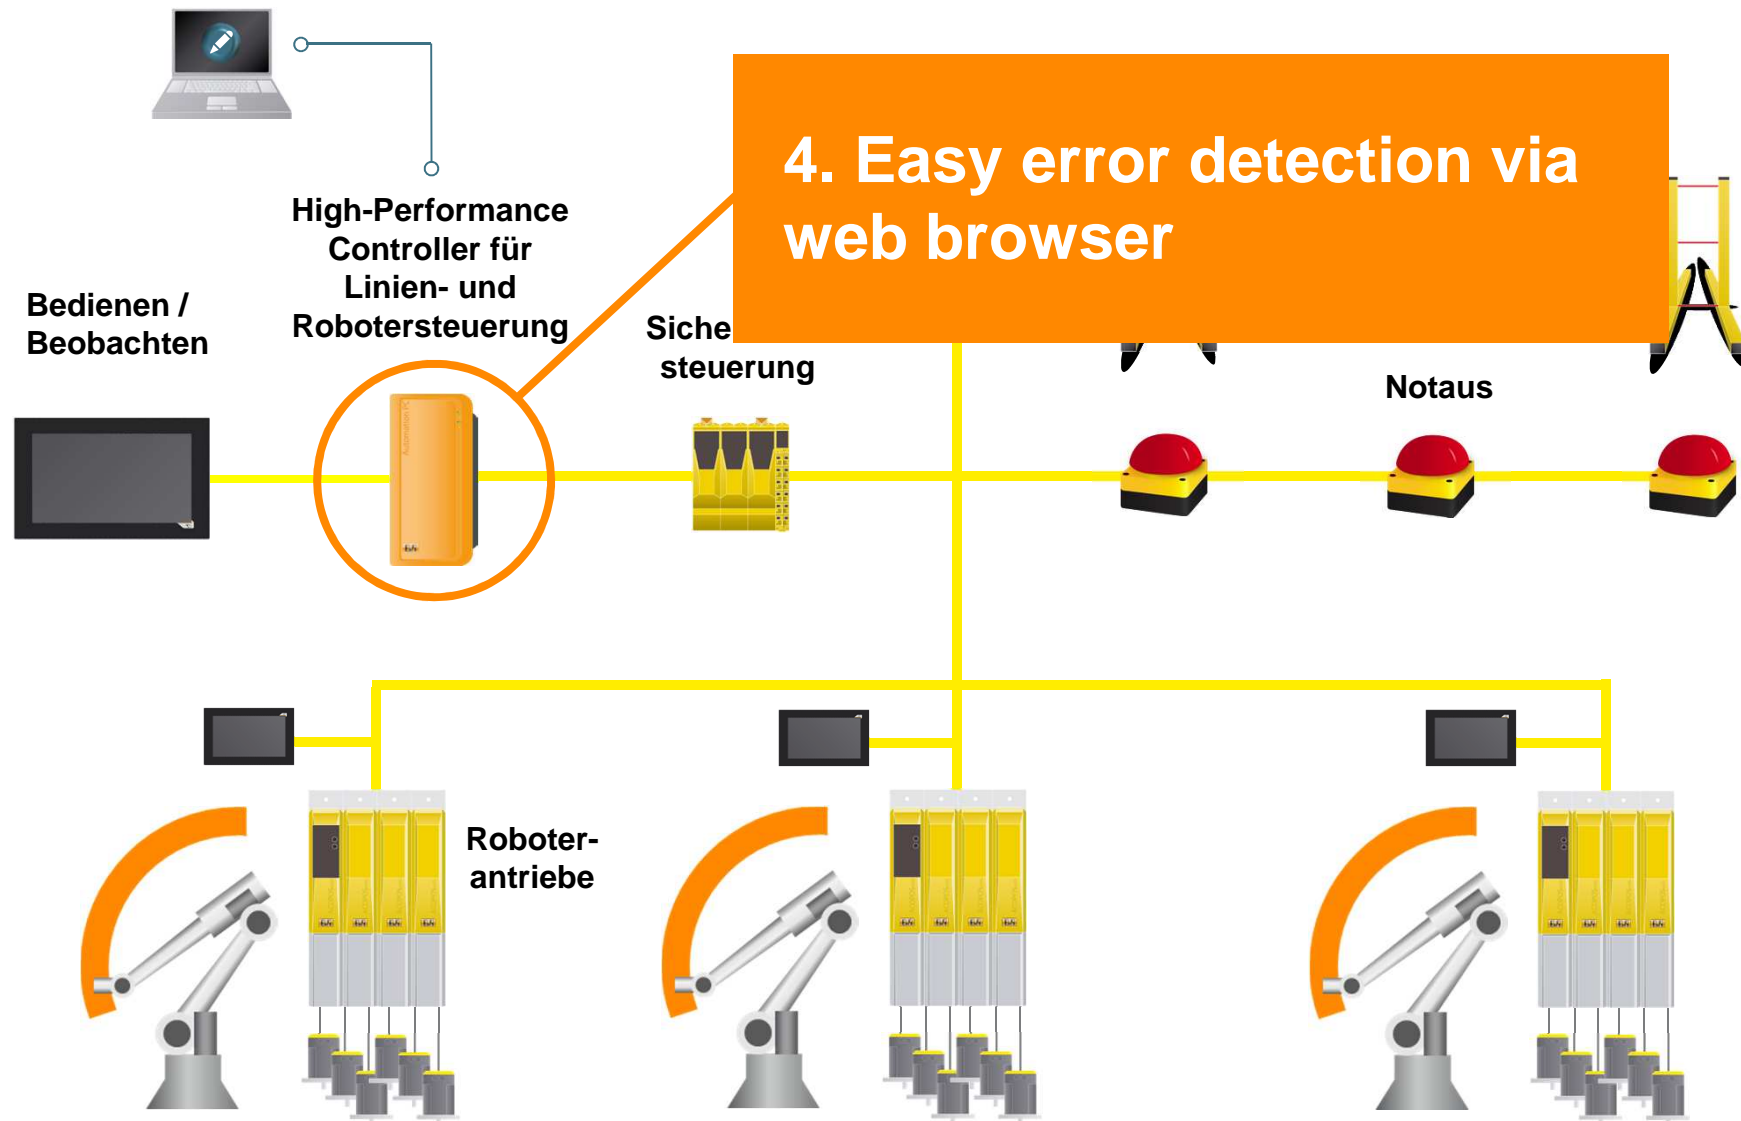 4. Easy error detection via
web browser
High-Performance
Controller für
Linien- und
Robotersteuerung
Bedienen /
Beobachten
Siche
steuerung
Notaus
Roboter-
antriebe